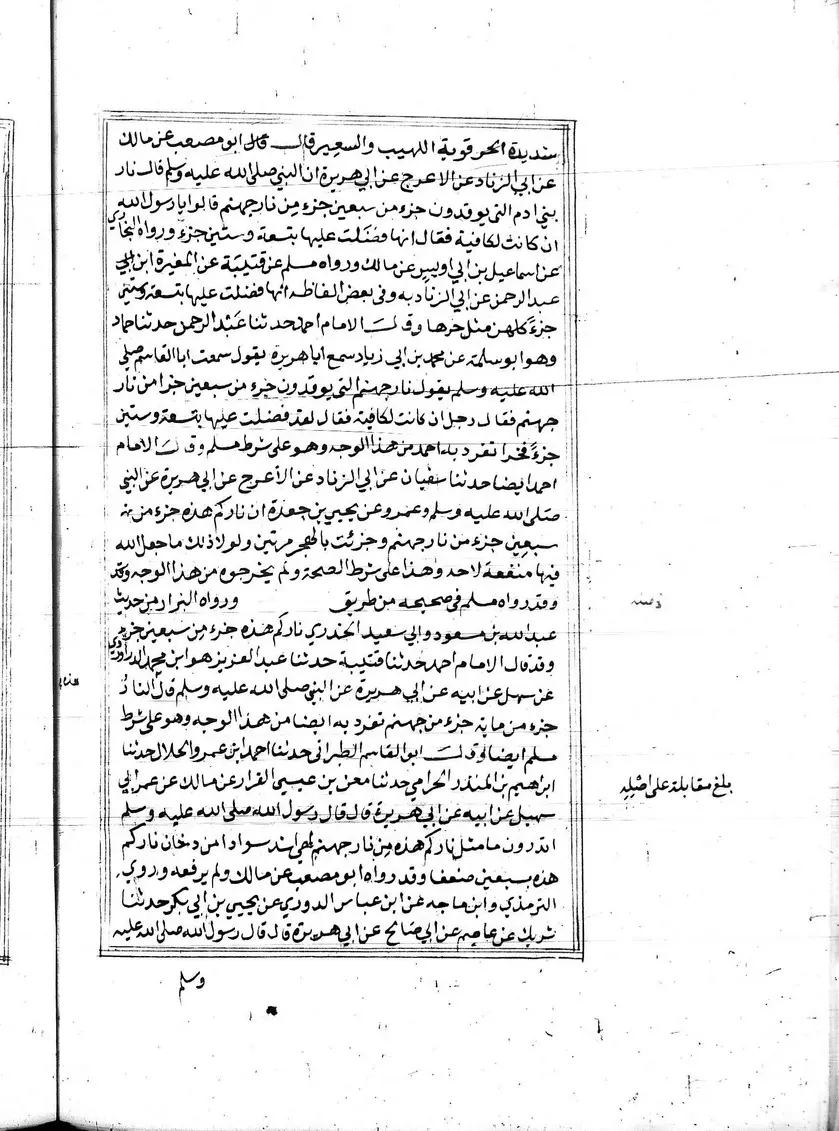 شديدة الحر قوية اللهيب والسعير قال قال ابو مصعب عن مالك
عن ابي الزناد عن الاعرج عن ابي هريرة ان النبي صلى الله عليه وسلم قال نار
بني ادم التي يوقدون جزء من سبعين جزء من نار جهنم قالوا يا رسول الله
ان كانت لكافية فقال انها فضلت عليها بتسعة وستين جزء ورواه البخاري
عن اسماعيل بن ابي اويس عن مالك ورواه مسلم عن قتيبة عن المغيرة ابن
عبد الرحمن عن ابي الزناد به وفى بعض الفاظه انها فضلت عليها بتسعة وستين
جزءً كلهن مثل حرها وقال الامام احمد حدثنا عبد الرحمن حدثنا حماد
وهو ابو سلمة عن محمد بن ابي زياد سمع ابا هريرة يقول سمعت ابا القاسم صلى
الله عليه وسلم يقول نار جهنم التي يوقدون جزء من سبعين جزا من نار
جهنم فقال رجل ان كانت لكافية فقال لقد فضلت عليها بتسعة وستين
جزءً فحرا تفرد به احمد من هذا الوجه وهو على شرط مسلم وقال الامام
احمد ايضا حدثنا سفيان عن ابي الزناد عن الأعرج عن ابي هريرة عن النبي
صلى الله عليه وسلم وعمرو عن يحيي بن جعدة ان ناركم هذه جزء من
سبعين جزء من نار جهنم وجزئت بالبحر مرتين ولولا ذلك ما جعل الله
فيها منفعة لاحد وهذا على شرط الصحة ولم يخرجوه من هذا الوجه
وقد رواه مسلم في صحيحه من طريق ورواه البزار من حديث
عبد الله بن مسعود وابي سعيد الخدري ناركم هذه جزء من سبعين جزء
وقد قال الامام احمد حدثنا قتيبة حدثنا عبد العزيز هو ابن محمد الدراوردي
عن سهل عن ابيه عن ابي هريرة عن النبي صلى الله عليه وسلم قال النار
جزء من ماية جزء من جهنم تفرد به ايضا من هذا الوجه وهو على شرط
مسلم ايضا وقال ابو القاسم الطبراني حدثنا احمد ابن عمرو الخلال حدثنا
ابراهيم بن المنذر الحرامي حدثنا معن بن عيسي القرار عن مالك عن عمر ابي
سهيل عن ابيه عن ابي هريرة قال قال رسول الله صلى الله عليه وسلم
اتدرون ما مثل ناركم هذه من نار جهنم لهي اشد سوادا من دخان ناركم
هذه بسبعين ضعفا وقد رواه ابو مصعب عن مالك ولم يرفعه وروي
الترمذي وابن ماجه عن ابن عباس الدوري عن يحيي بن ابي بكر حدثنا
شريك عن عاصم عن ابي صالح عن ابي هريرة قال قال رسول الله صلى الله عليه
وسلم
بلغ مقابلة على اصله